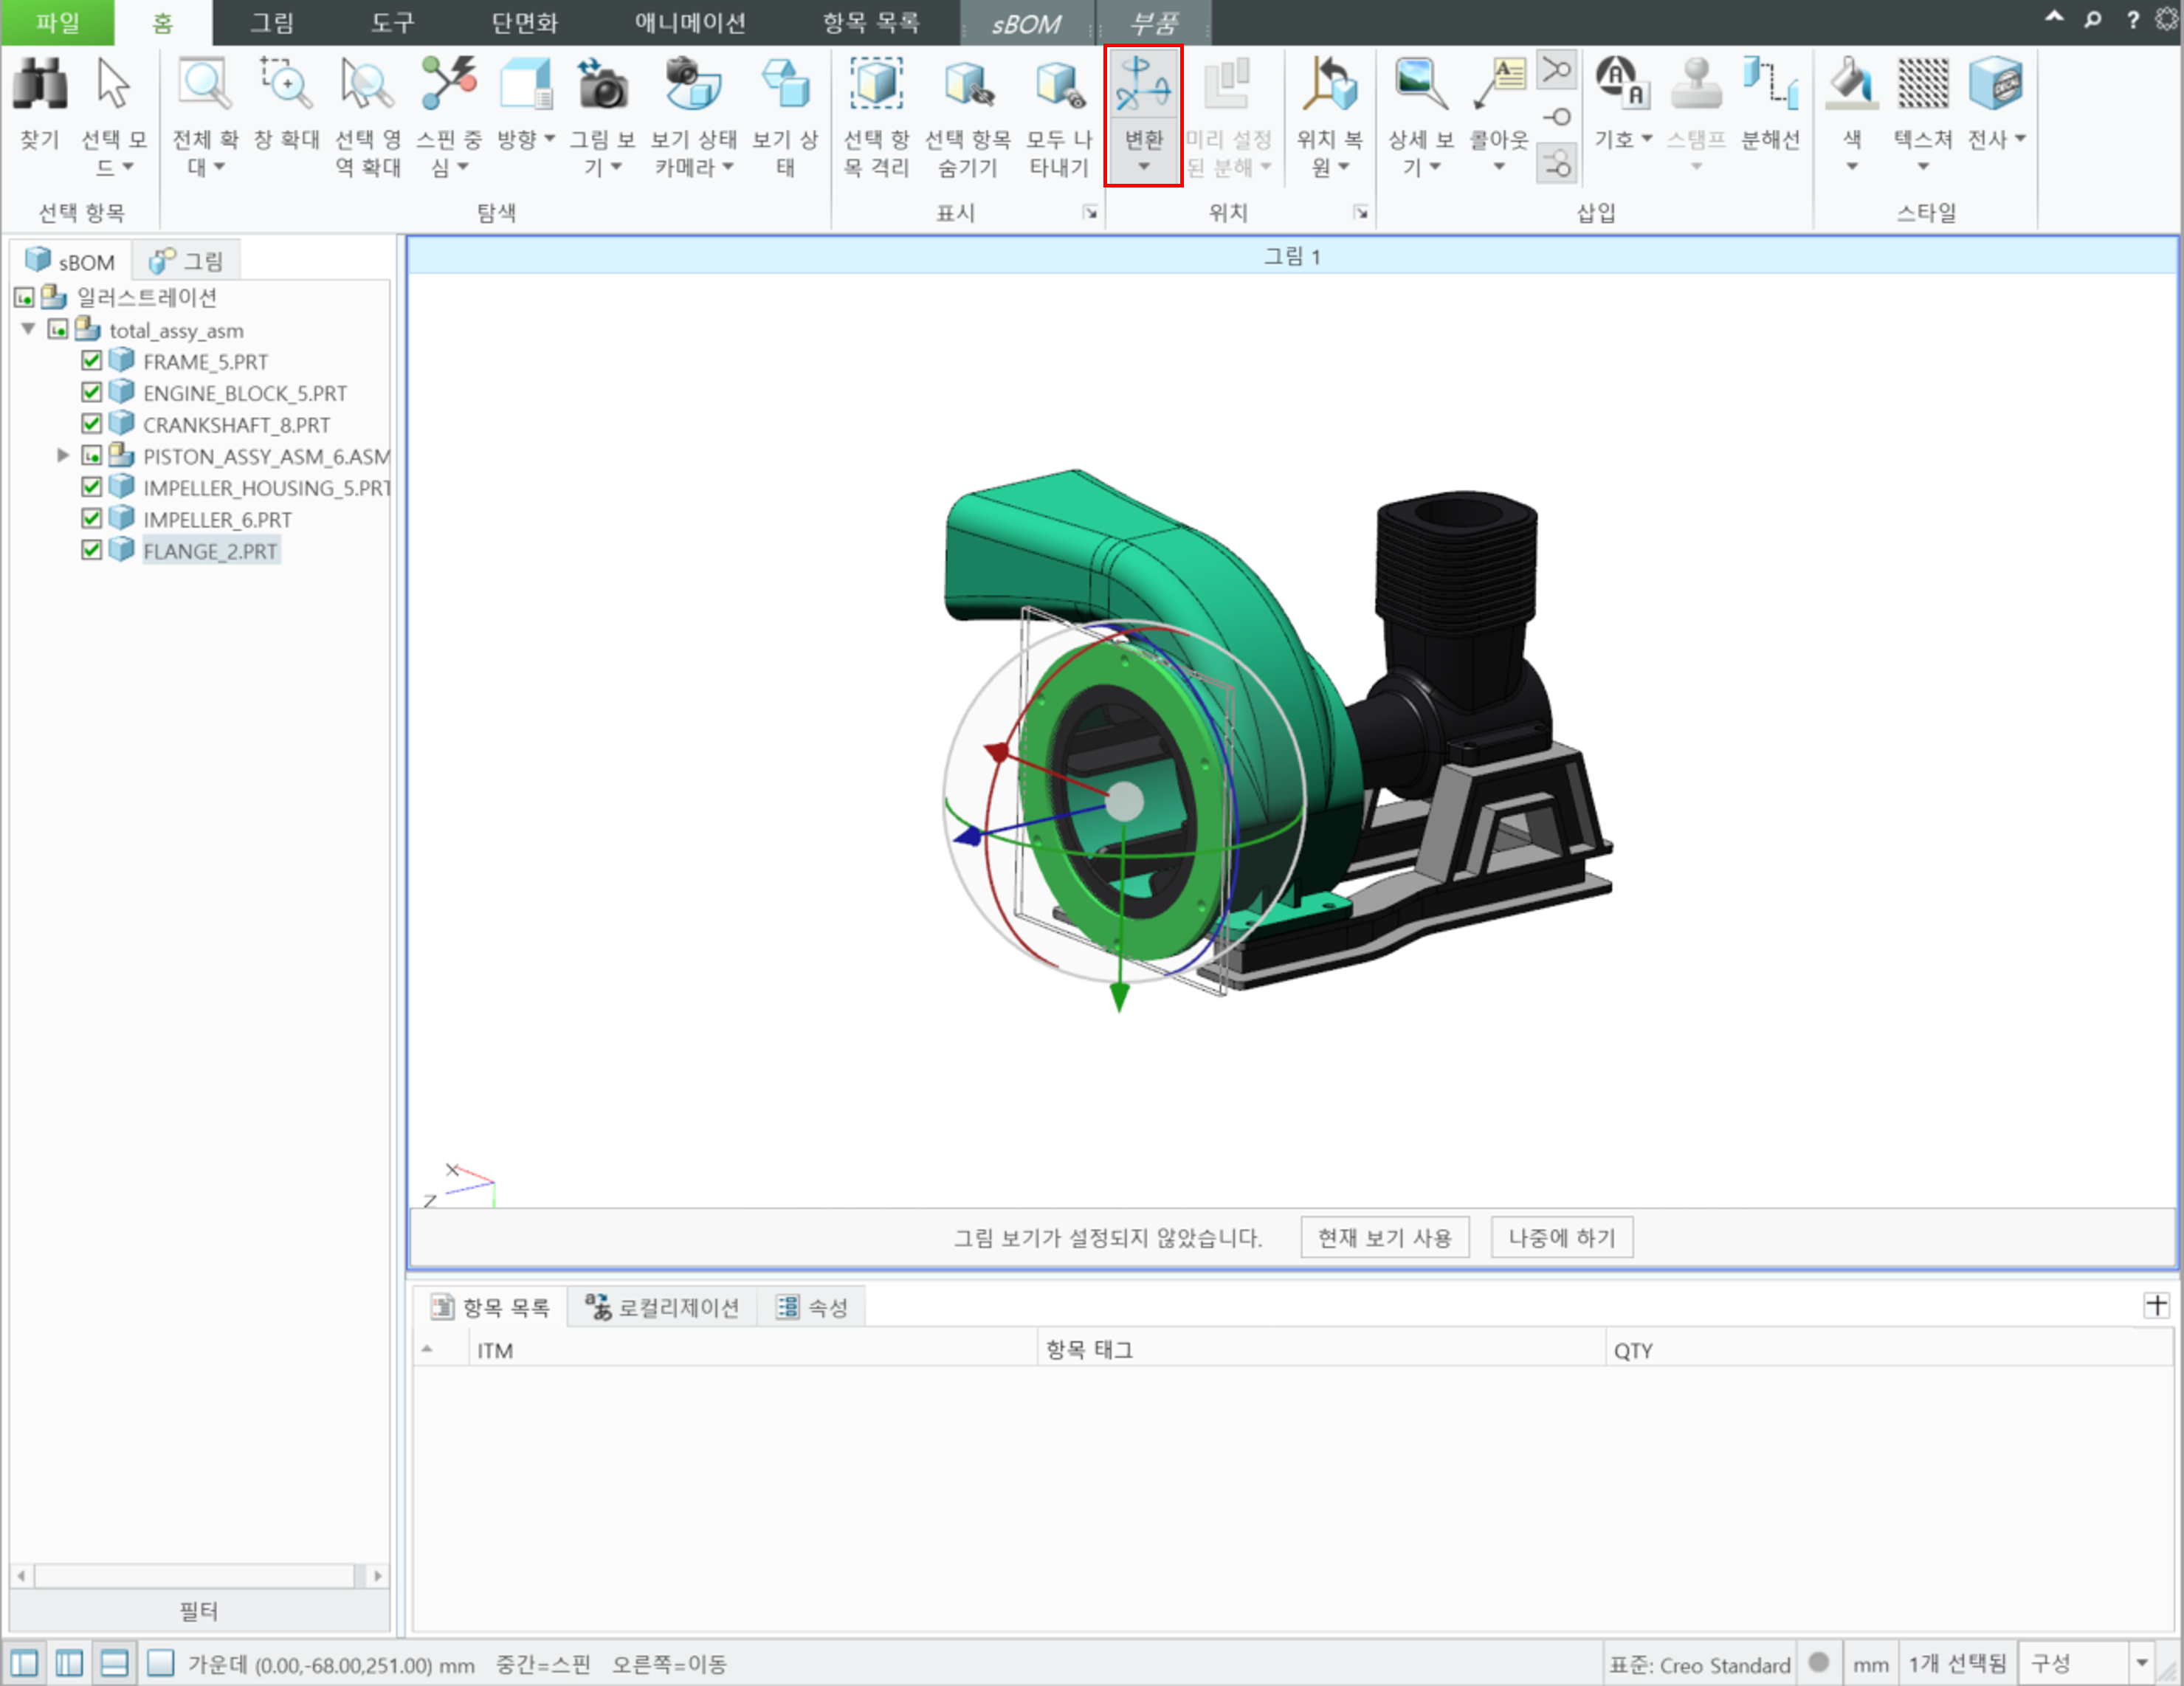 파일 홈 그림 도구 단면화 애니메이션 항목 목록 sBOM 부품 ?
찾기 선택 모드 전체 확대 창 확대 선택 영역 확대 스핀 중심 방향 그림 보기 보기 상태 카메라 보기 상태 선택 항목 격리 선택 항목 숨기기 모두 나타내기 변환 미리 설정된 분해 위치 복원 상세 보기 콜아웃 기호 스탬프 분해선 색 텍스쳐 전사
선택 항목 탐색 표시 위치 삽입 스타일
sBOM 그림
그림 1
일러스트레이션
total_assy_asm
FRAME_5.PRT
ENGINE_BLOCK_5.PRT
CRANKSHAFT_8.PRT
PISTON_ASSY_ASM_6.ASM
IMPELLER_HOUSING_5.PRT
IMPELLER_6.PRT
FLANGE_2.PRT
X
Z
그림 보기가 설정되지 않았습니다. 현재 보기 사용 나중에 하기
항목 목록 로컬리제이션 속성
ITM 항목 태그 QTY
필터
가운데 (0.00,-68.00,251.00) mm 중간=스핀 오른쪽=이동 표준: Creo Standard mm 1개 선택됨 구성